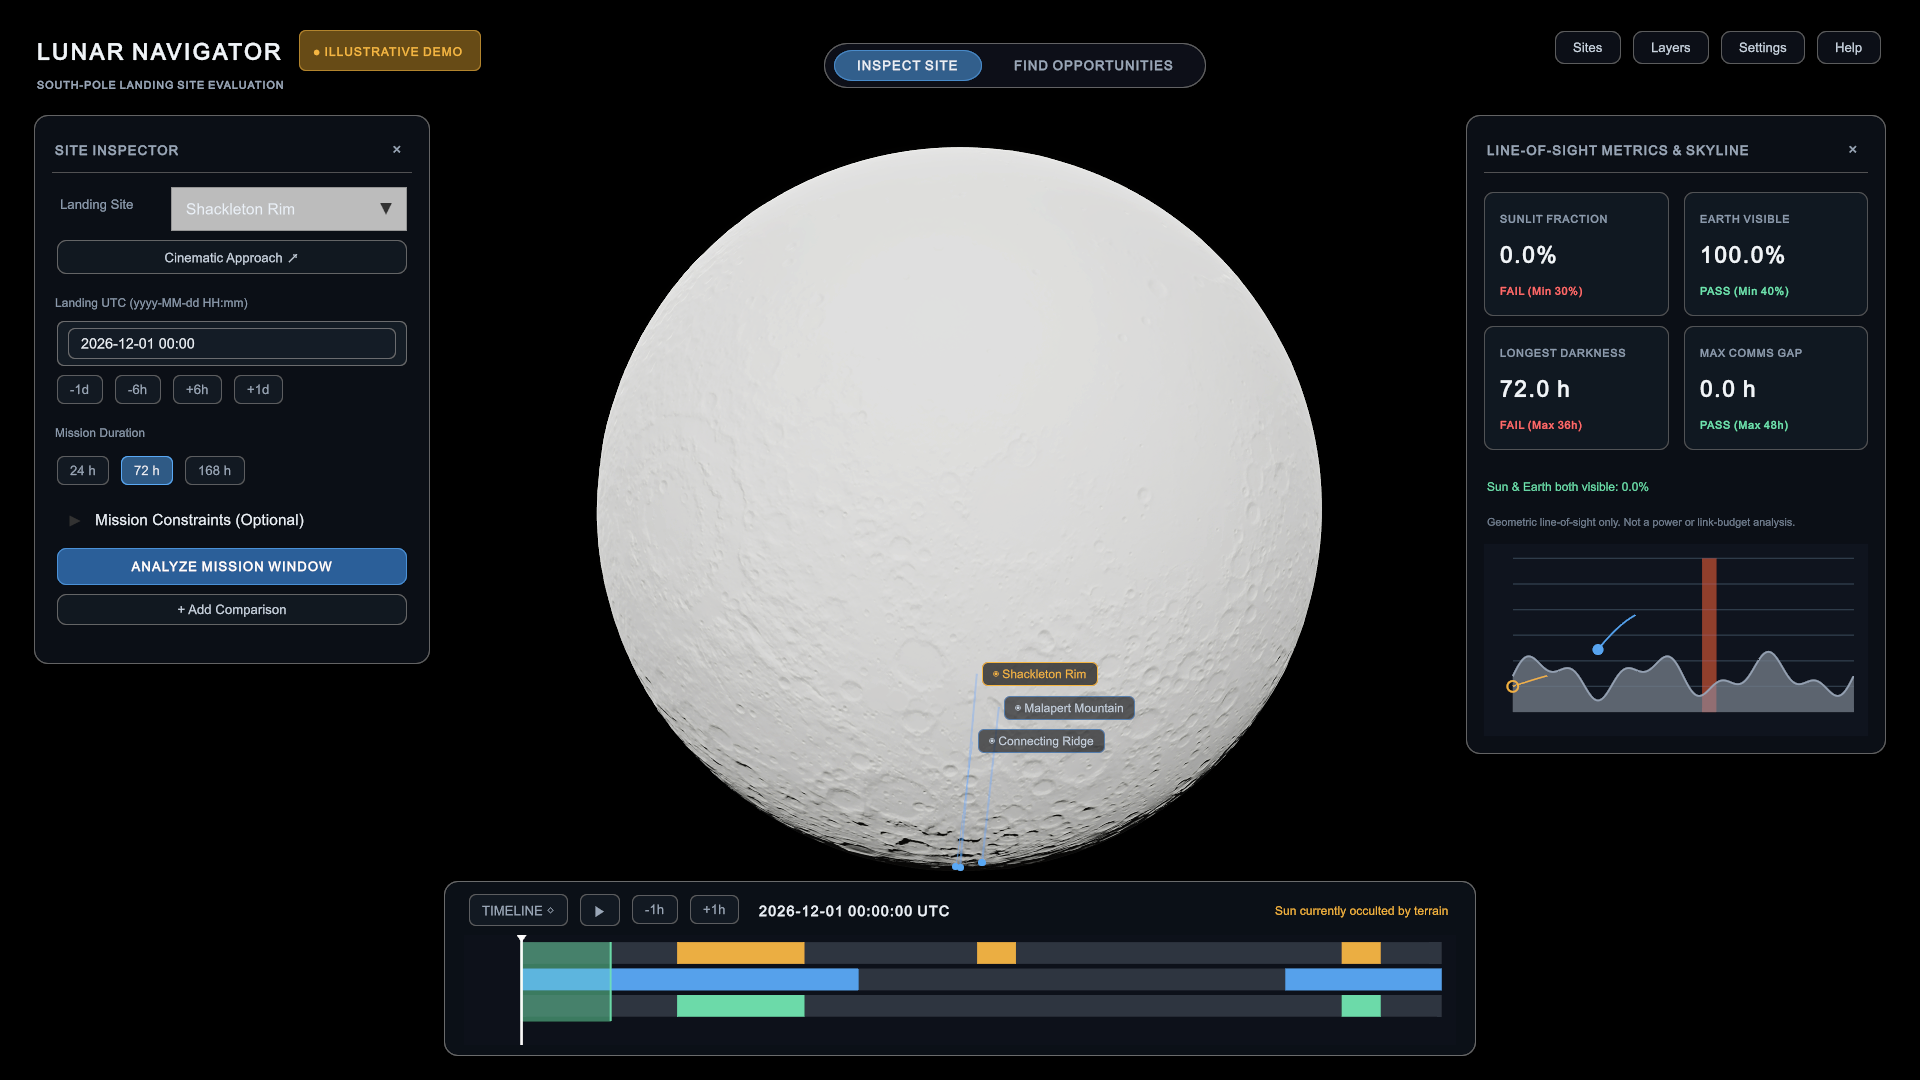 LUNAR NAVIGATOR
● ILLUSTRATIVE DEMO
SOUTH-POLE LANDING SITE EVALUATION
INSPECT SITE
FIND OPPORTUNITIES
Sites
Layers
Settings
Help
SITE INSPECTOR
×
Landing Site
Shackleton Rim
Cinematic Approach ↗
Landing UTC (yyyy-MM-dd HH:mm)
2026-12-01 00:00
-1d
-6h
+6h
+1d
Mission Duration
24 h
72 h
168 h
Mission Constraints (Optional)
ANALYZE MISSION WINDOW
+ Add Comparison
Shackleton Rim
Malapert Mountain
Connecting Ridge
LINE-OF-SIGHT METRICS & SKYLINE
×
SUNLIT FRACTION
0.0%
FAIL (Min 30%)
EARTH VISIBLE
100.0%
PASS (Min 40%)
LONGEST DARKNESS
72.0 h
FAIL (Max 36h)
MAX COMMS GAP
0.0 h
PASS (Max 48h)
Sun & Earth both visible: 0.0%
Geometric line-of-sight only. Not a power or link-budget analysis.
TIMELINE ◇
-1h
+1h
2026-12-01 00:00:00 UTC
Sun currently occulted by terrain